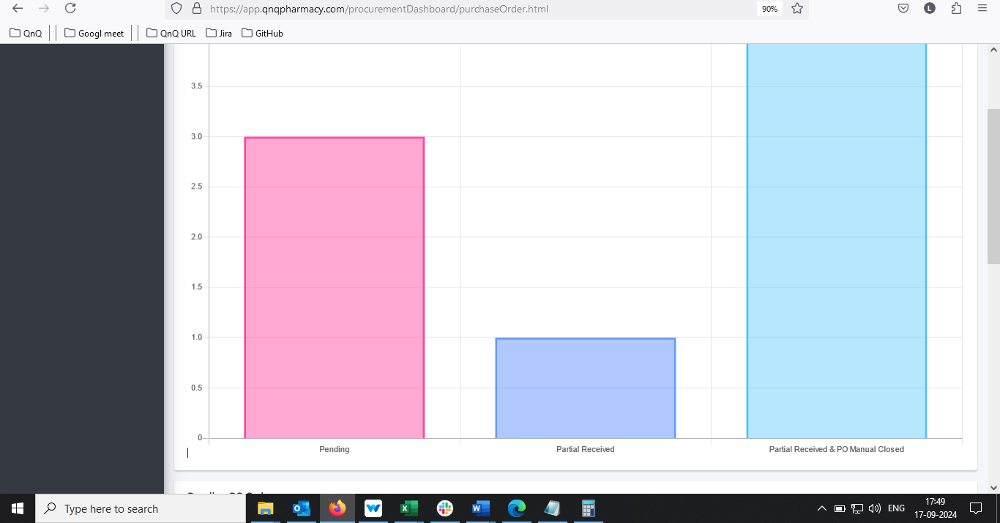 https://app.qnqpharmacy.com/procurementDashboard/purchaseOrder.html
90%
L
QnQ
Googl meet
QnQ URL
Jira
GitHub
3.5
3.0
2.5
2.0
1.5
1.0
0.5
0
Pending
Partial Received
Partial Received & PO Manual Closed
Type here to search
ENG
17:49
17-09-2024